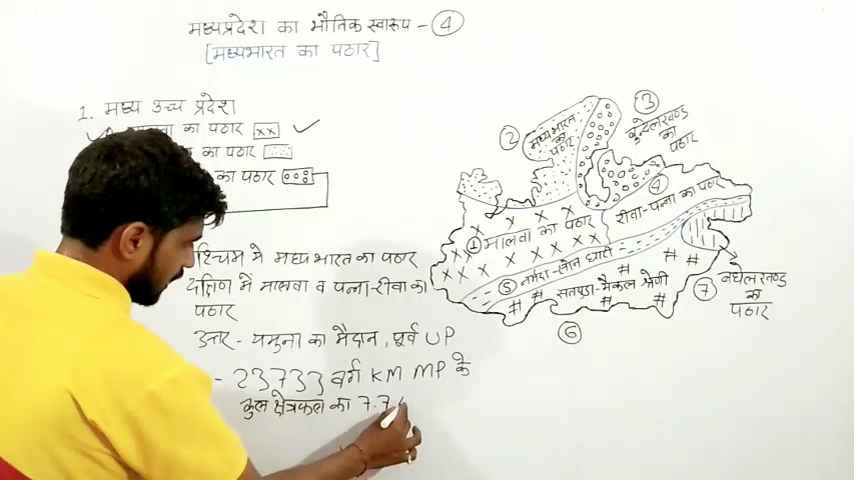 मध्यप्रदेश का भौतिक स्वारूप - ④
[मध्यभारत का पठार]
1. मध्य उच्च प्रदेश
का पठार xx ✓
का पठार
का पठार
श्चिम मे मध्य भारत का पठार
दक्षिण में मालवा व पन्ना-रीवा का
पठार
उत्तर - यमुना का मैदान, पूर्व UP
- 23733 वर्ग KM MP के
कुल क्षेत्रफल का 7.7
②
मध्यभारत
का
पठार
③
बुन्देलखण्ड
का
पठार
④
रीवा-पन्ना का पठार
① मालवा का पठार
⑤ नर्मदा-सोन घाटी
सतपुड़ा-मैकल श्रेणी
⑥
⑦ बघेलखण्ड
का
पठार